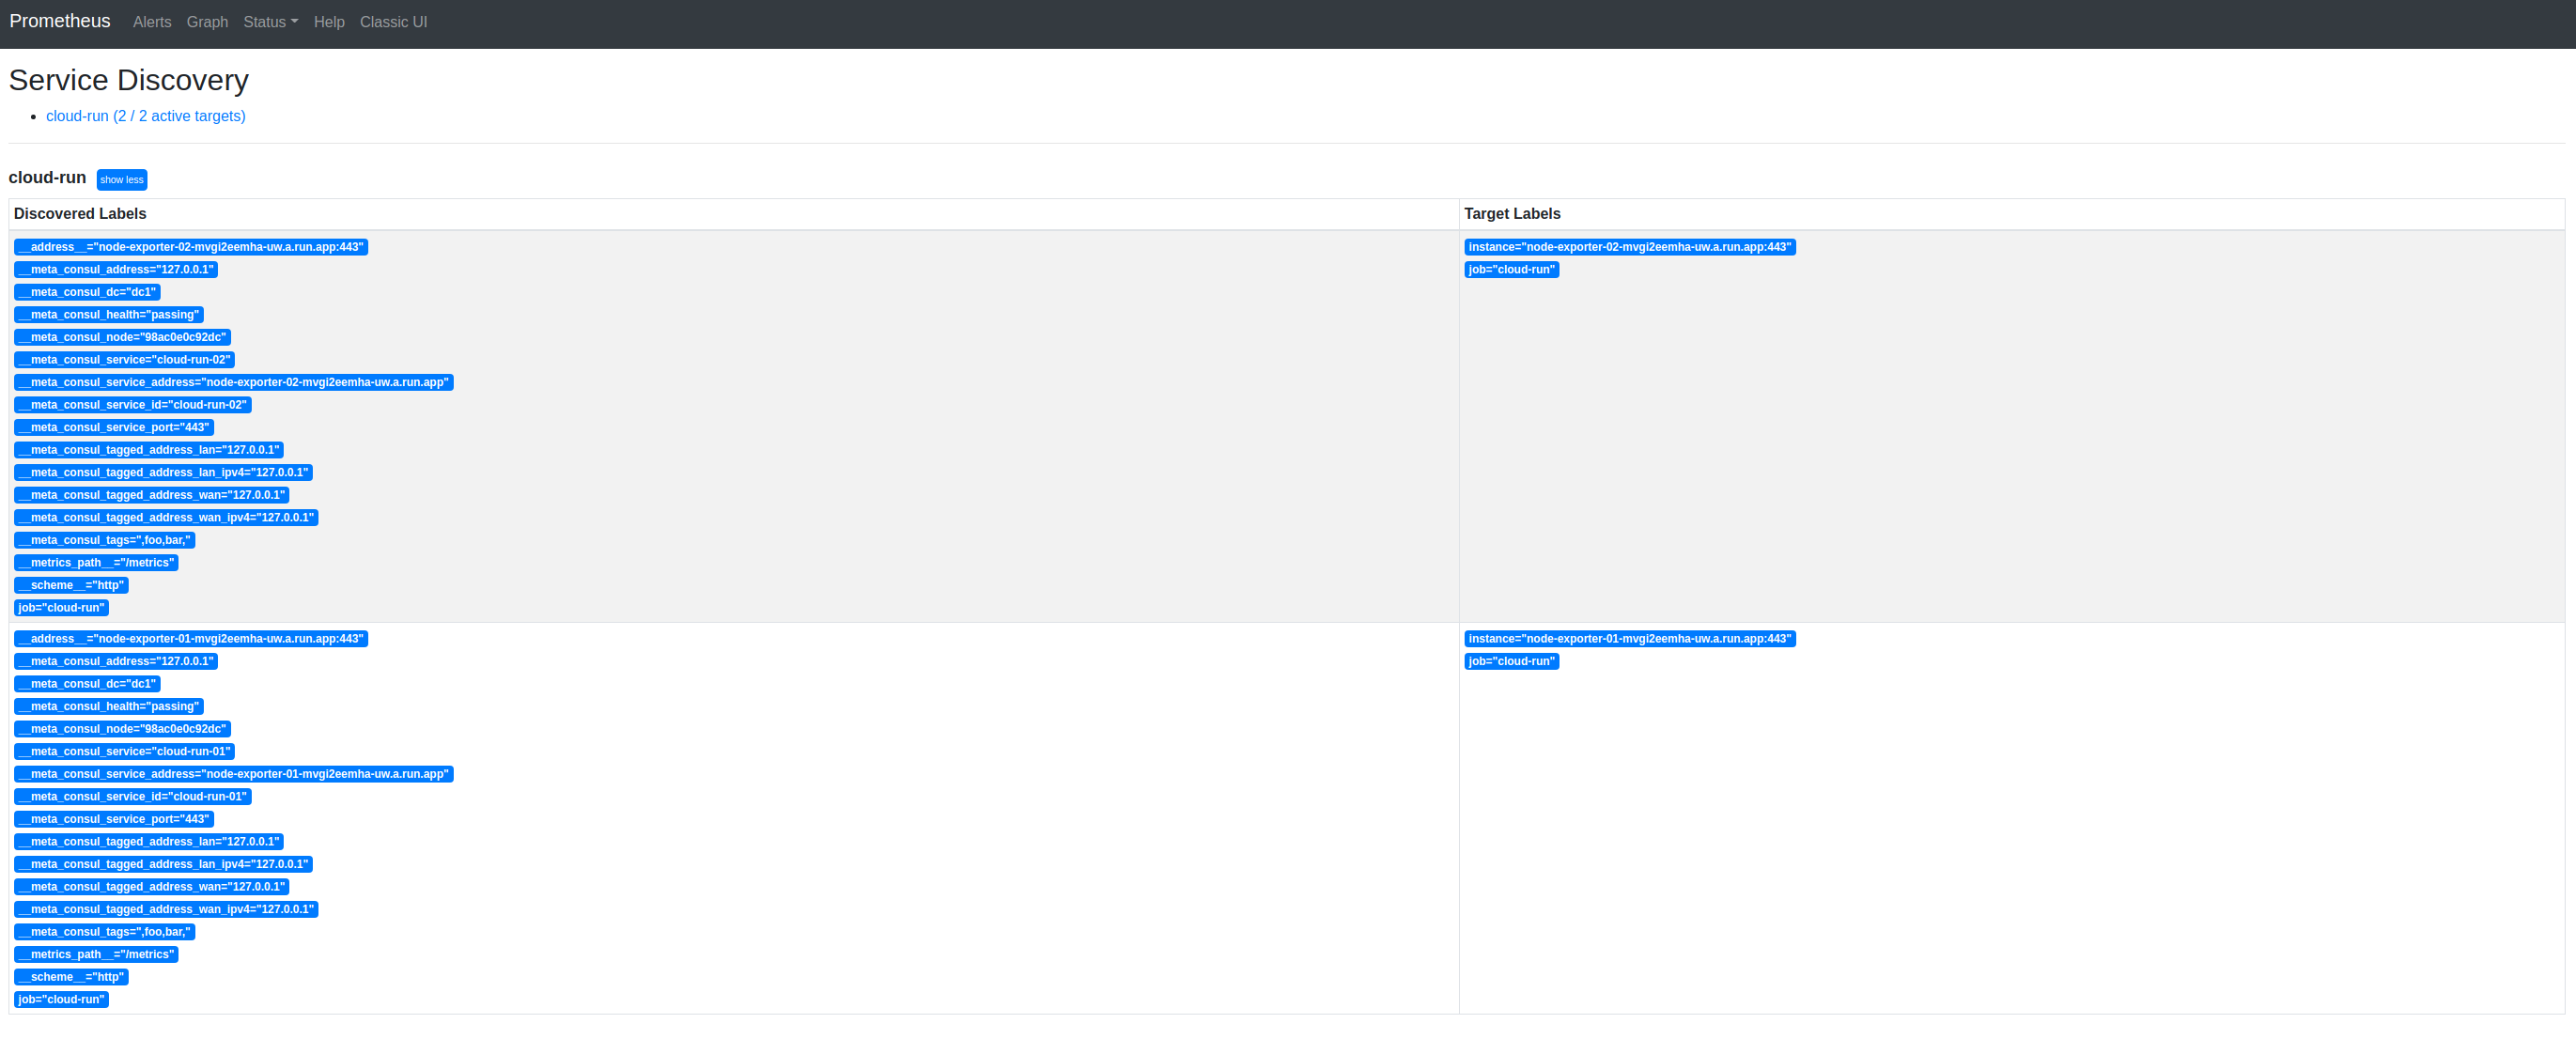 Prometheus Alerts Graph Status Help Classic UI
Service Discovery
cloud-run (2 / 2 active targets)
cloud-run show less
Discovered Labels Target Labels
__address__="node-exporter-02-mvgi2eemha-uw.a.run.app:443" instance="node-exporter-02-mvgi2eemha-uw.a.run.app:443"
__meta_consul_address="127.0.0.1" job="cloud-run"
__meta_consul_dc="dc1"
__meta_consul_health="passing"
__meta_consul_node="98ac0e0c92dc"
__meta_consul_service="cloud-run-02"
__meta_consul_service_address="node-exporter-02-mvgi2eemha-uw.a.run.app"
__meta_consul_service_id="cloud-run-02"
__meta_consul_service_port="443"
__meta_consul_tagged_address_lan="127.0.0.1"
__meta_consul_tagged_address_lan_ipv4="127.0.0.1"
__meta_consul_tagged_address_wan="127.0.0.1"
__meta_consul_tagged_address_wan_ipv4="127.0.0.1"
__meta_consul_tags=",foo,bar,"
__metrics_path__="/metrics"
__scheme__="http"
job="cloud-run"
__address__="node-exporter-01-mvgi2eemha-uw.a.run.app:443" instance="node-exporter-01-mvgi2eemha-uw.a.run.app:443"
__meta_consul_address="127.0.0.1" job="cloud-run"
__meta_consul_dc="dc1"
__meta_consul_health="passing"
__meta_consul_node="98ac0e0c92dc"
__meta_consul_service="cloud-run-01"
__meta_consul_service_address="node-exporter-01-mvgi2eemha-uw.a.run.app"
__meta_consul_service_id="cloud-run-01"
__meta_consul_service_port="443"
__meta_consul_tagged_address_lan="127.0.0.1"
__meta_consul_tagged_address_lan_ipv4="127.0.0.1"
__meta_consul_tagged_address_wan="127.0.0.1"
__meta_consul_tagged_address_wan_ipv4="127.0.0.1"
__meta_consul_tags=",foo,bar,"
__metrics_path__="/metrics"
__scheme__="http"
job="cloud-run"